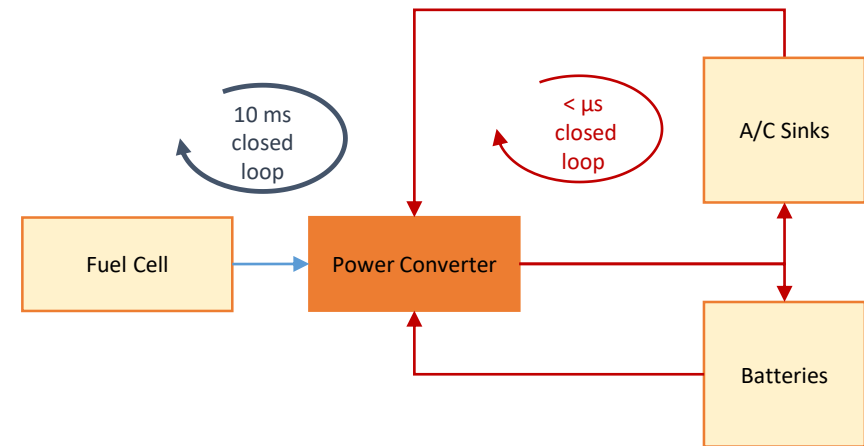 10 ms
closed
loop
< µs
closed
loop
A/C Sinks
Fuel Cell
Power Converter
Batteries